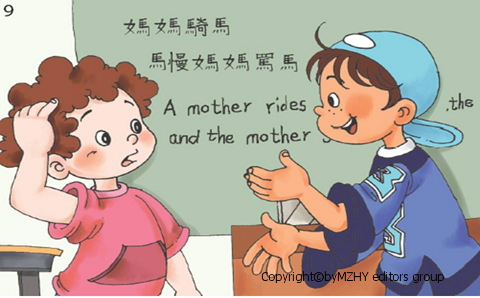 9
媽媽騎馬
馬慢媽媽罵馬
A mother rides the
and the mother
Copyright©byMZHY editors group